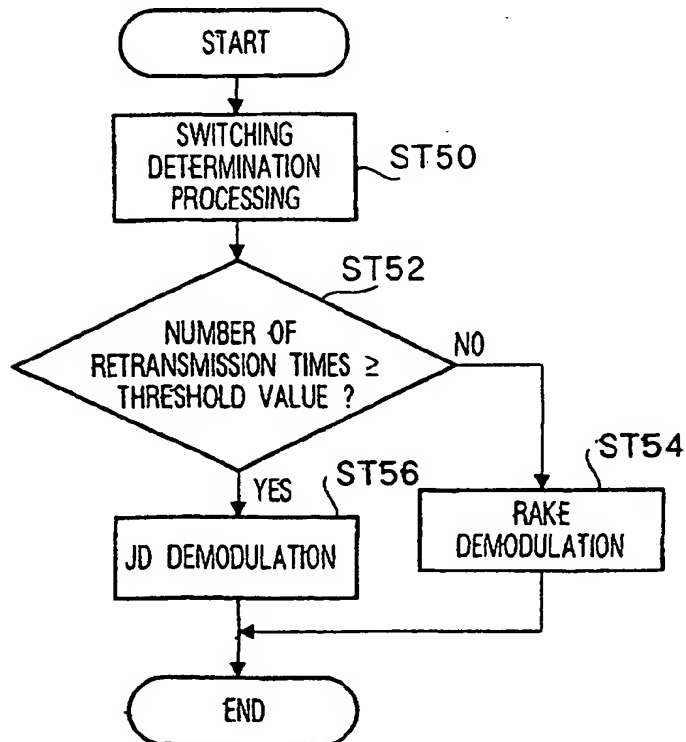 START
SWITCHING
DETERMINATION
PROCESSING
ST50
ST52
NUMBER OF
RETRANSMISSION TIMES ≥
THRESHOLD VALUE ?
NO
YES
ST56
JD DEMODULATION
ST54
RAKE
DEMODULATION
END